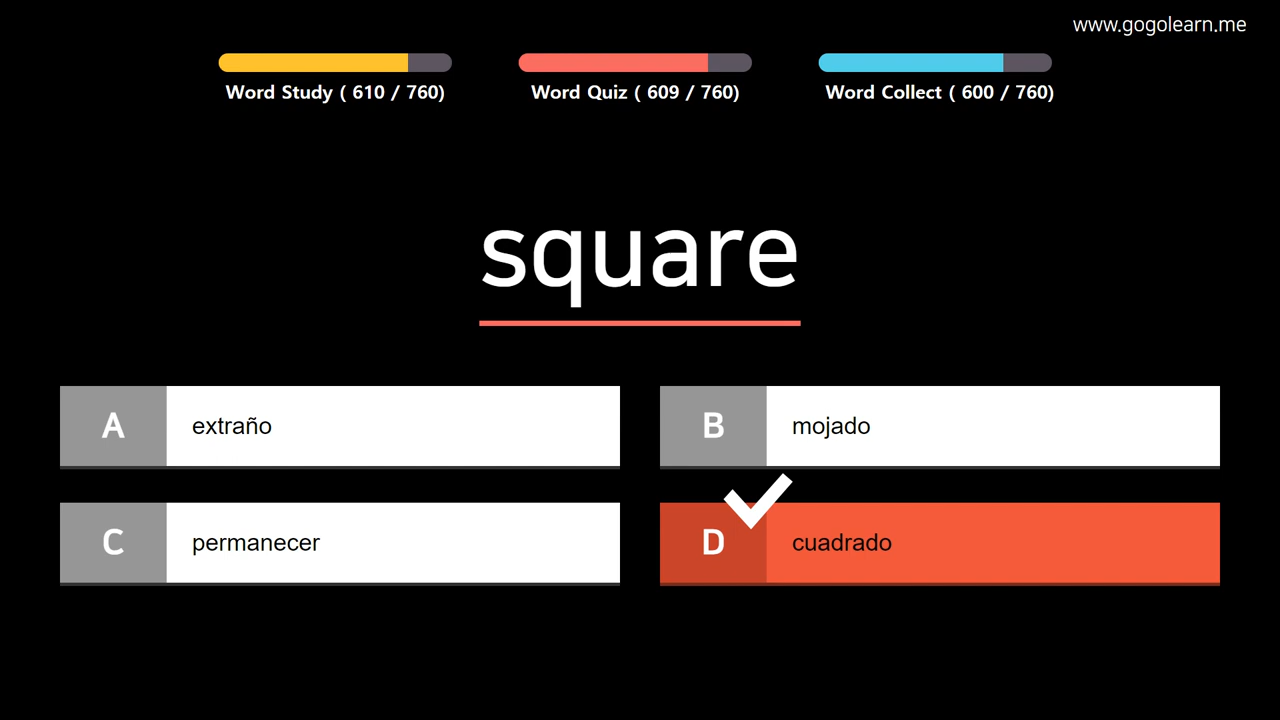 www.gogolearn.me
Word Study ( 610 / 760)
Word Quiz ( 609 / 760)
Word Collect ( 600 / 760)
square
A extraño
B mojado
C permanecer
D cuadrado